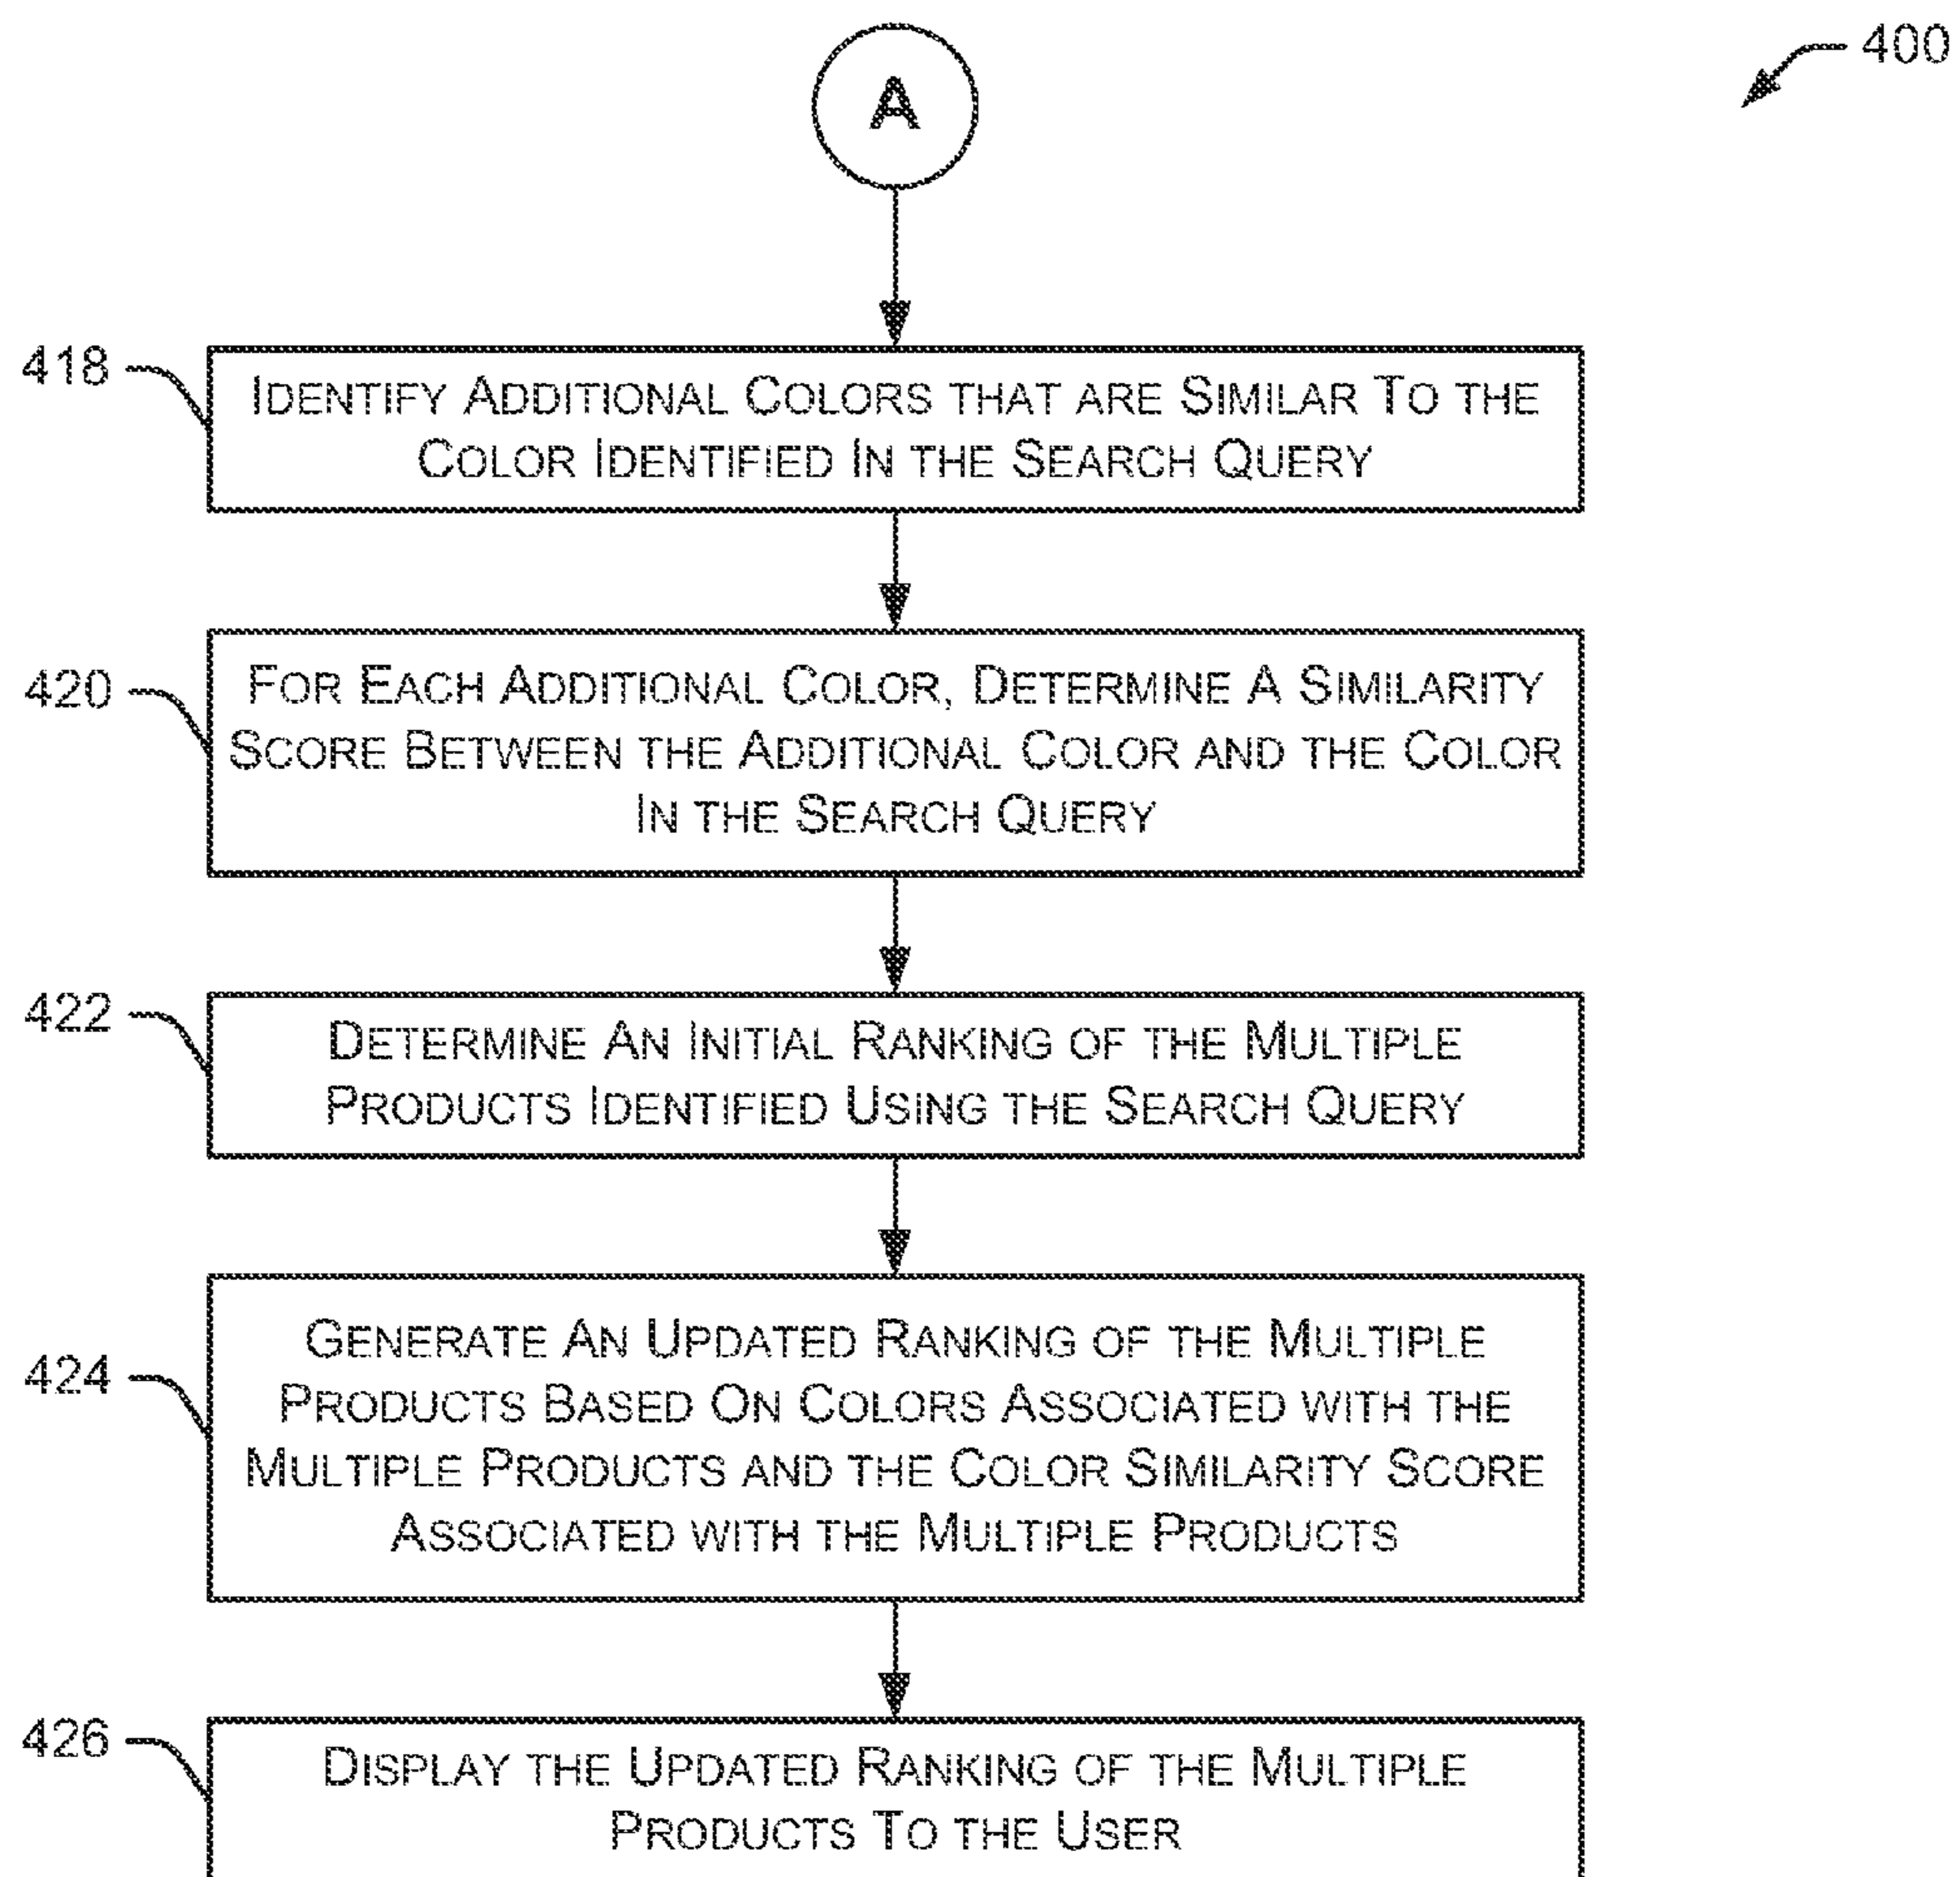 A
400
418
IDENTIFY ADDITIONAL COLORS THAT ARE SIMILAR TO THE
COLOR IDENTIFIED IN THE SEARCH QUERY
420
FOR EACH ADDITIONAL COLOR, DETERMINE A SIMILARITY
SCORE BETWEEN THE ADDITIONAL COLOR AND THE COLOR
IN THE SEARCH QUERY
422
DETERMINE AN INITIAL RANKING OF THE MULTIPLE
PRODUCTS IDENTIFIED USING THE SEARCH QUERY
424
GENERATE AN UPDATED RANKING OF THE MULTIPLE
PRODUCTS BASED ON COLORS ASSOCIATED WITH THE
MULTIPLE PRODUCTS AND THE COLOR SIMILARITY SCORE
ASSOCIATED WITH THE MULTIPLE PRODUCTS
426
DISPLAY THE UPDATED RANKING OF THE MULTIPLE
PRODUCTS TO THE USER